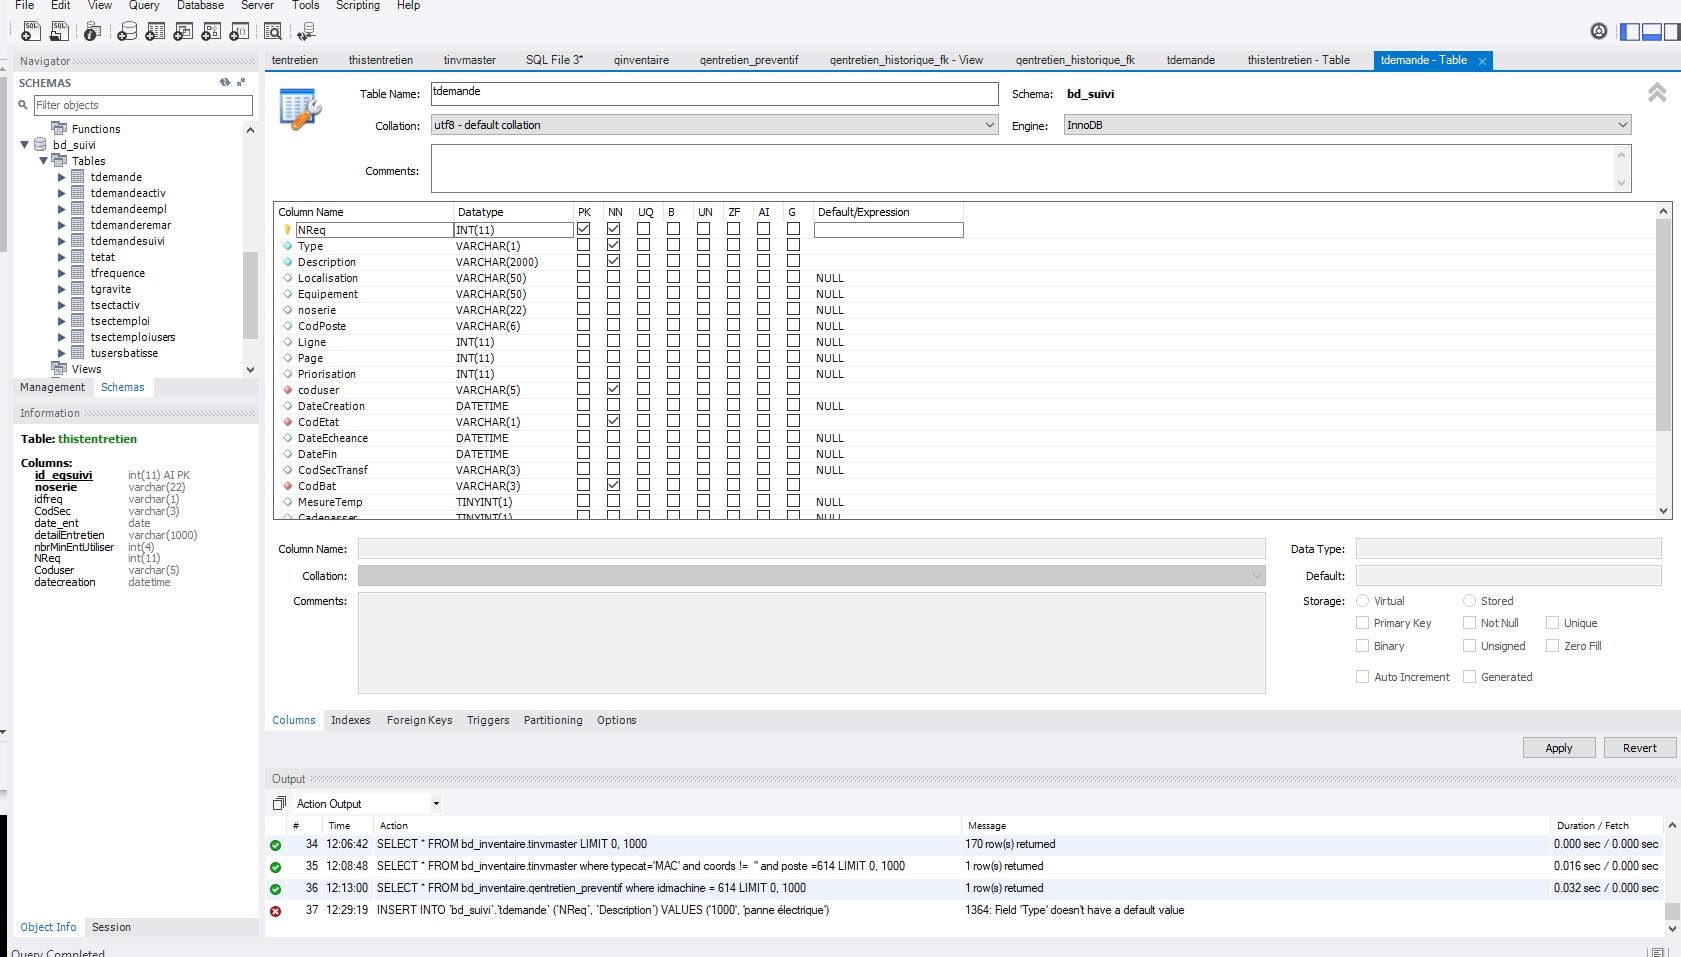 File Edit View Query Database Server Tools Scripting Help
Navigator
SCHEMAS
Filter objects
Functions
bd_suivi
Tables
tdemande
tdemandeactiv
tdemandeempl
tdemanderemar
tdemandesuivi
tetat
tfrequence
tgravite
tsectactiv
tsectemploi
tsectemploiusers
tusersbatisse
Views
Management Schemas
Information
Table: thistentretien
Columns:
id_eqsuivi int(11) AI PK
noserie varchar(22)
idfreq varchar(1)
CodSec varchar(3)
date_ent date
detailEntretien varchar(1000)
nbrMinEntUtiliser int(4)
NReq int(11)
Coduser varchar(5)
datecreation datetime
Object Info Session
Query Completed
tentretien thistentretien tinvmaster SQL File 3* qinventaire qentretien_preventif qentretien_historique_fk - View qentretien_historique_fk tdemande thistentretien - Table tdemande - Table
Table Name: tdemande Schema: bd_suivi
Collation: utf8 - default collation Engine: InnoDB
Comments:
Column Name Datatype PK NN UQ B UN ZF AI G Default/Expression
NReq INT(11)
Type VARCHAR(1)
Description VARCHAR(2000)
Localisation VARCHAR(50) NULL
Equipement VARCHAR(50) NULL
noserie VARCHAR(22) NULL
CodPoste VARCHAR(6) NULL
Ligne INT(11) NULL
Page INT(11) NULL
Priorisation INT(11) NULL
coduser VARCHAR(5)
DateCreation DATETIME NULL
CodEtat VARCHAR(1)
DateEcheance DATETIME NULL
DateFin DATETIME NULL
CodSecTransf VARCHAR(3) NULL
CodBat VARCHAR(3)
MesureTemp TINYINT(1) NULL
Cadenasser TINYINT(1) NULL
Column Name: Data Type:
Collation: Default:
Comments: Storage: Virtual Stored
Primary Key Not Null Unique
Binary Unsigned Zero Fill
Auto Increment Generated
Columns Indexes Foreign Keys Triggers Partitioning Options
Apply Revert
Output
Action Output
# Time Action Message Duration / Fetch
34 12:06:42 SELECT * FROM bd_inventaire.tinvmaster LIMIT 0, 1000 170 row(s) returned 0.000 sec / 0.000 sec
35 12:08:48 SELECT * FROM bd_inventaire.tinvmaster where typecat='MAC' and coords != '' and poste =614 LIMIT 0, 1000 1 row(s) returned 0.016 sec / 0.000 sec
36 12:13:00 SELECT * FROM bd_inventaire.qentretien_preventif where idmachine = 614 LIMIT 0, 1000 1 row(s) returned 0.032 sec / 0.000 sec
37 12:29:19 INSERT INTO `bd_suivi`.`tdemande` (`NReq`, `Description`) VALUES ('1000', 'panne électrique') 1364: Field 'Type' doesn't have a default value